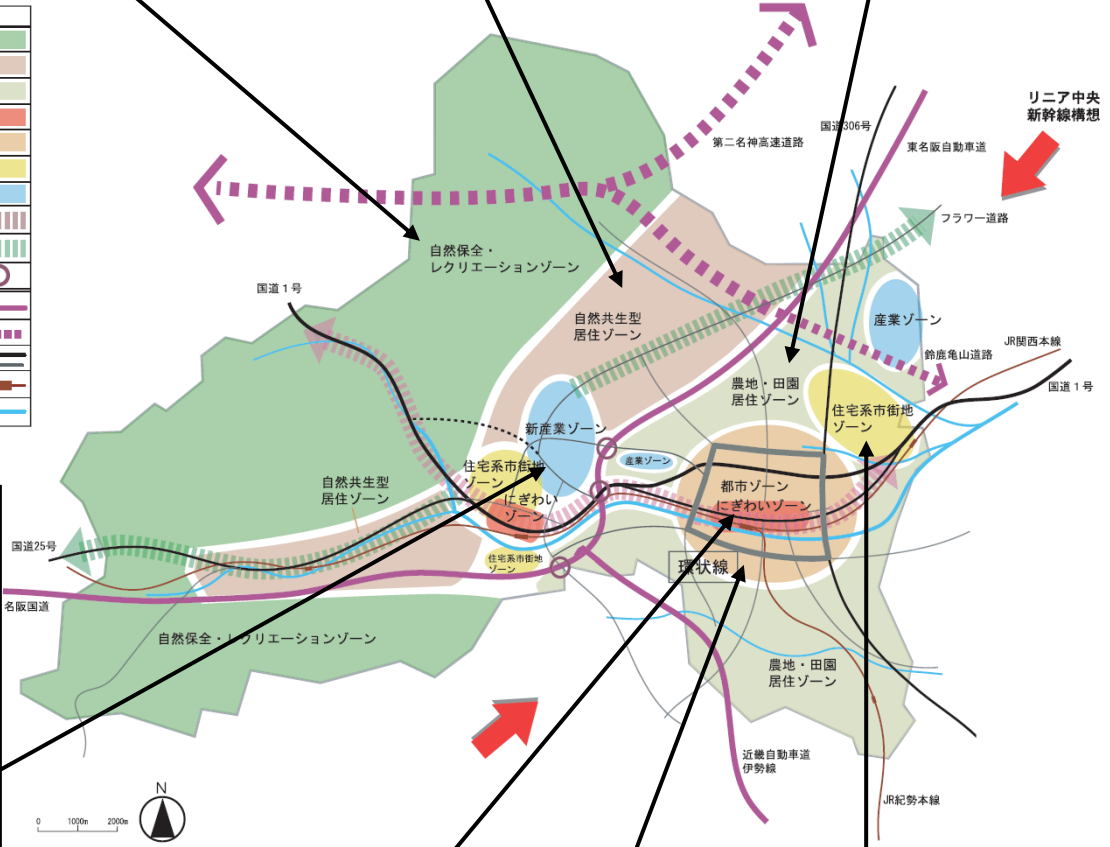 リニア中央
新幹線構想
国道306号
第二名神高速道路
東名阪自動車道
フラワー道路
自然保全・
レクリエーションゾーン
国道１号
自然共生型
居住ゾーン
産業ゾーン
JR関西本線
鈴鹿亀山道路
国道１号
農地・田園
居住ゾーン
住宅系市街地
ゾーン
新産業ゾーン
産業ゾーン
住宅系市街地
ゾーン
自然共生型
居住ゾーン
都市ゾーン
にぎわい
ゾーン
にぎわいゾーン
国道25号
住宅系市街地
ゾーン
環状線
名阪国道
自然保全・レクリエーションゾーン
農地・田園
居住ゾーン
近畿自動車道
伊勢線
JR紀勢本線
N
0 1000m 2000m